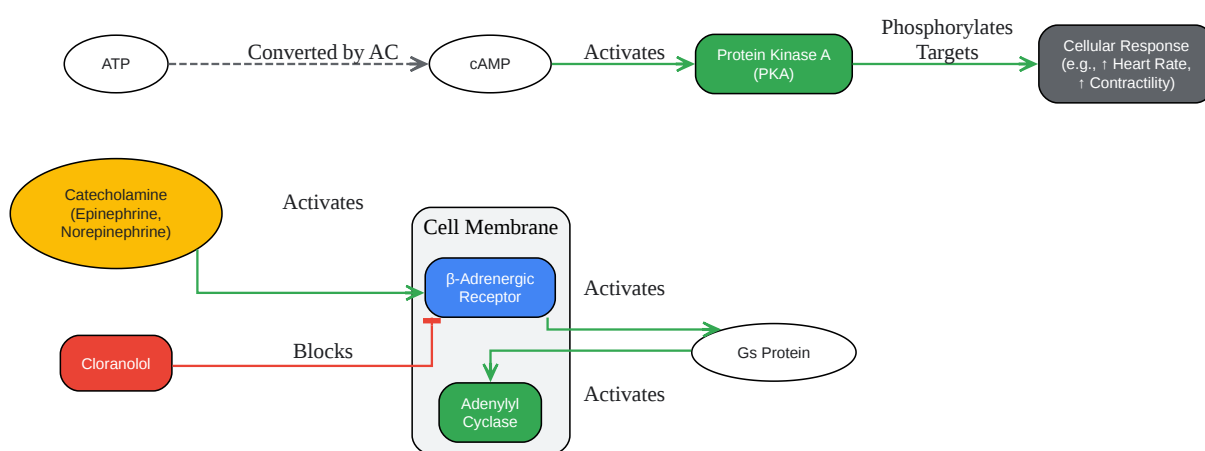 ATP
Converted by AC
cAMP
Activates
Protein Kinase A
(PKA)
Phosphorylates
Targets
Cellular Response
(e.g., ↑ Heart Rate,
↑ Contractility)
Catecholamine
(Epinephrine,
Norepinephrine)
Activates
Cell Membrane
β-Adrenergic
Receptor
Activates
Cloranolol
Blocks
Gs Protein
Adenylyl
Cyclase
Activates